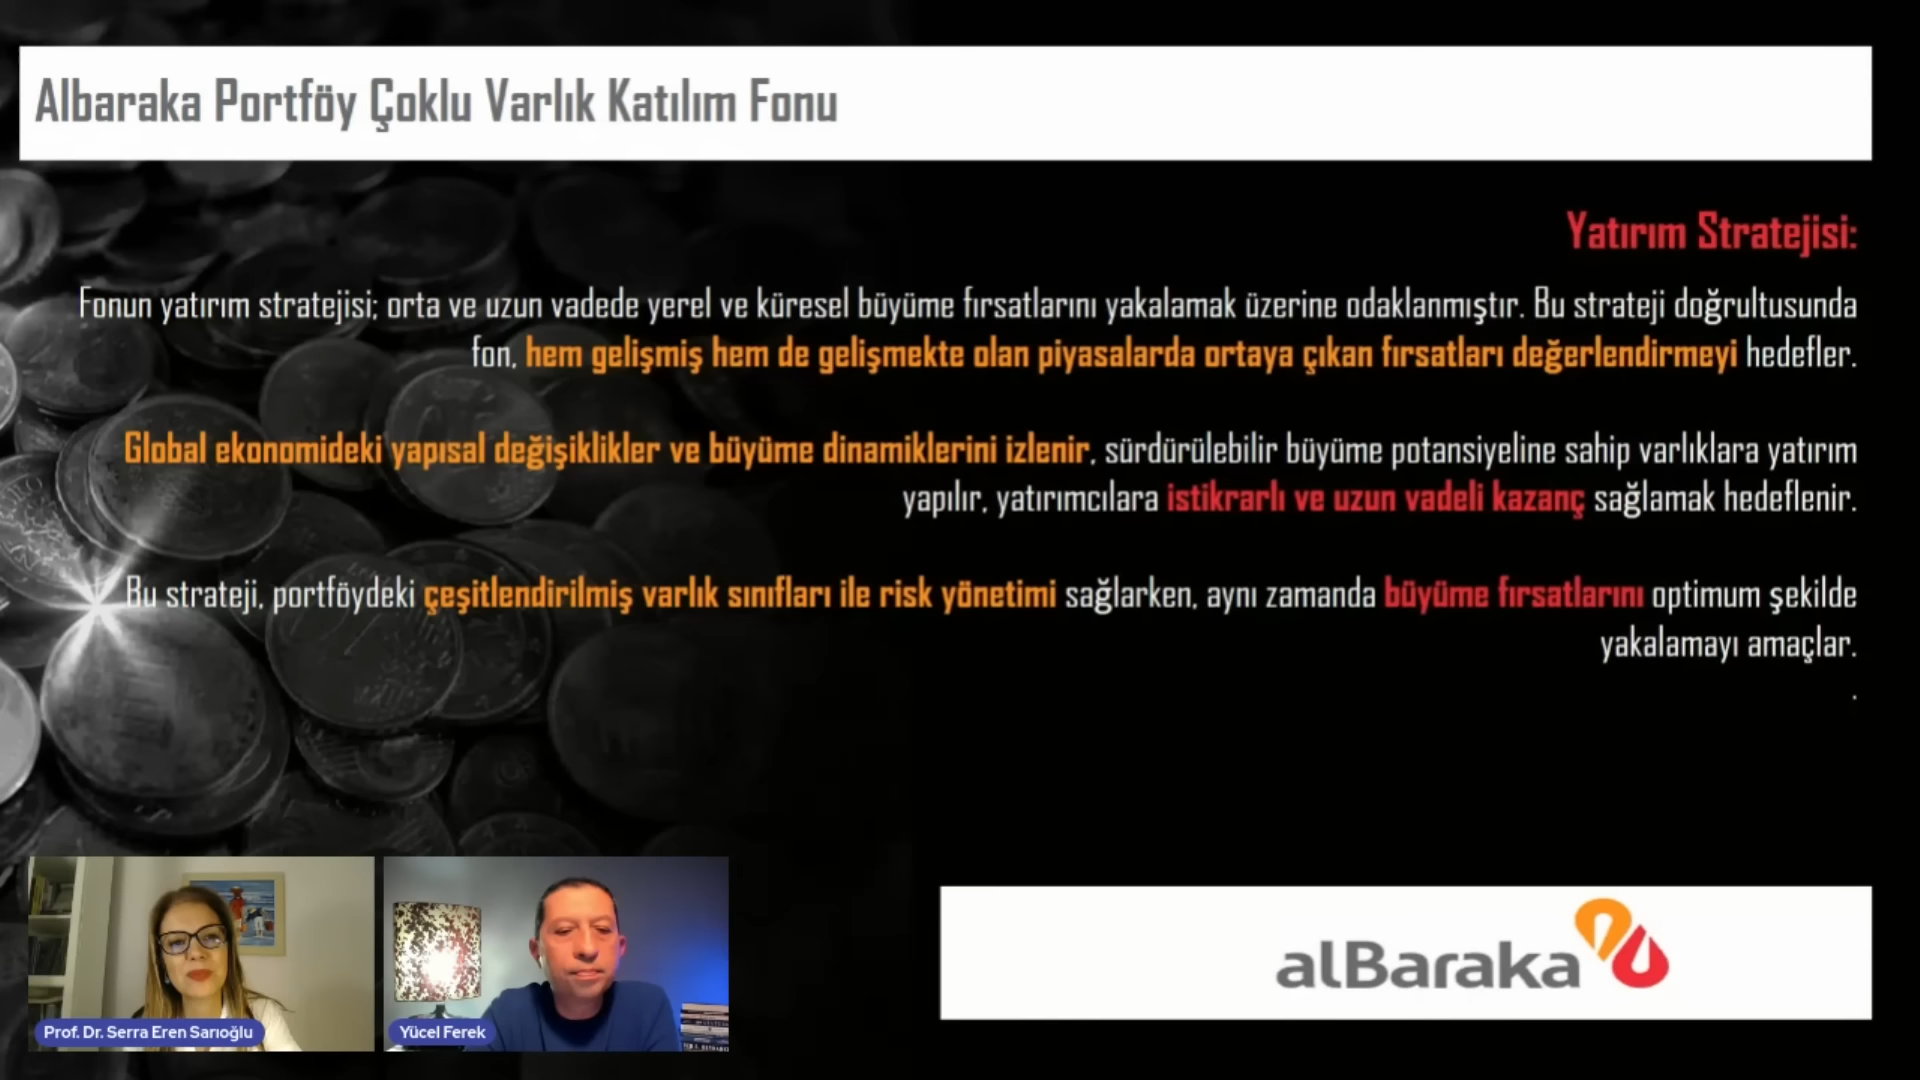 Albaraka Portföy Çoklu Varlık Katılım Fonu
Yatırım Stratejisi:
Fonun yatırım stratejisi; orta ve uzun vadede yerel ve küresel büyüme fırsatlarını yakalamak üzerine odaklanmıştır. Bu strateji doğrultusunda
fon, hem gelişmiş hem de gelişmekte olan piyasalarda ortaya çıkan fırsatları değerlendirmeyi hedefler.
Global ekonomideki yapısal değişiklikler ve büyüme dinamiklerini izlenir, sürdürülebilir büyüme potansiyeline sahip varlıklara yatırım
yapılır, yatırımcılara istikrarlı ve uzun vadeli kazanç sağlamak hedeflenir.
Bu strateji, portföydeki çeşitlendirilmiş varlık sınıfları ile risk yönetimi sağlarken, aynı zamanda büyüme fırsatlarını optimum şekilde
yakalamayı amaçlar.
.
Prof. Dr. Serra Eren Sarıoğlu
Yücel Ferek
alBaraka